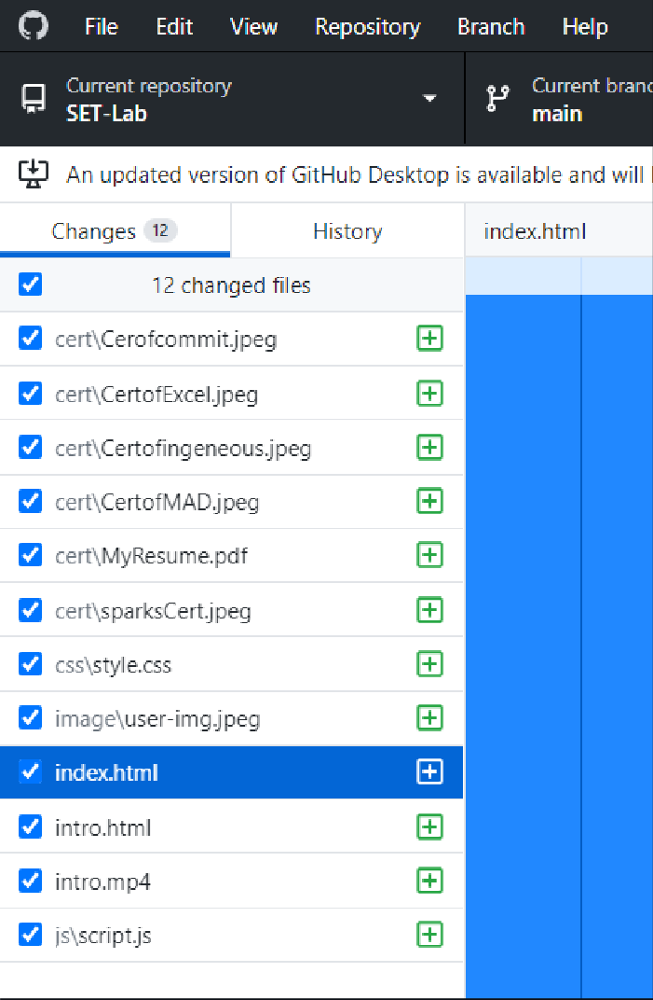 File Edit View Repository Branch Help
Current repository
SET-Lab
Current branc
main
An updated version of GitHub Desktop is available and will
Changes 12 History index.html
12 changed files
cert\Cerofcommit.jpeg
cert\CertofExcel.jpeg
cert\Certofingeneous.jpeg
cert\CertofMAD.jpeg
cert\MyResume.pdf
cert\sparksCert.jpeg
css\style.css
image\user-img.jpeg
index.html
intro.html
intro.mp4
js\script.js